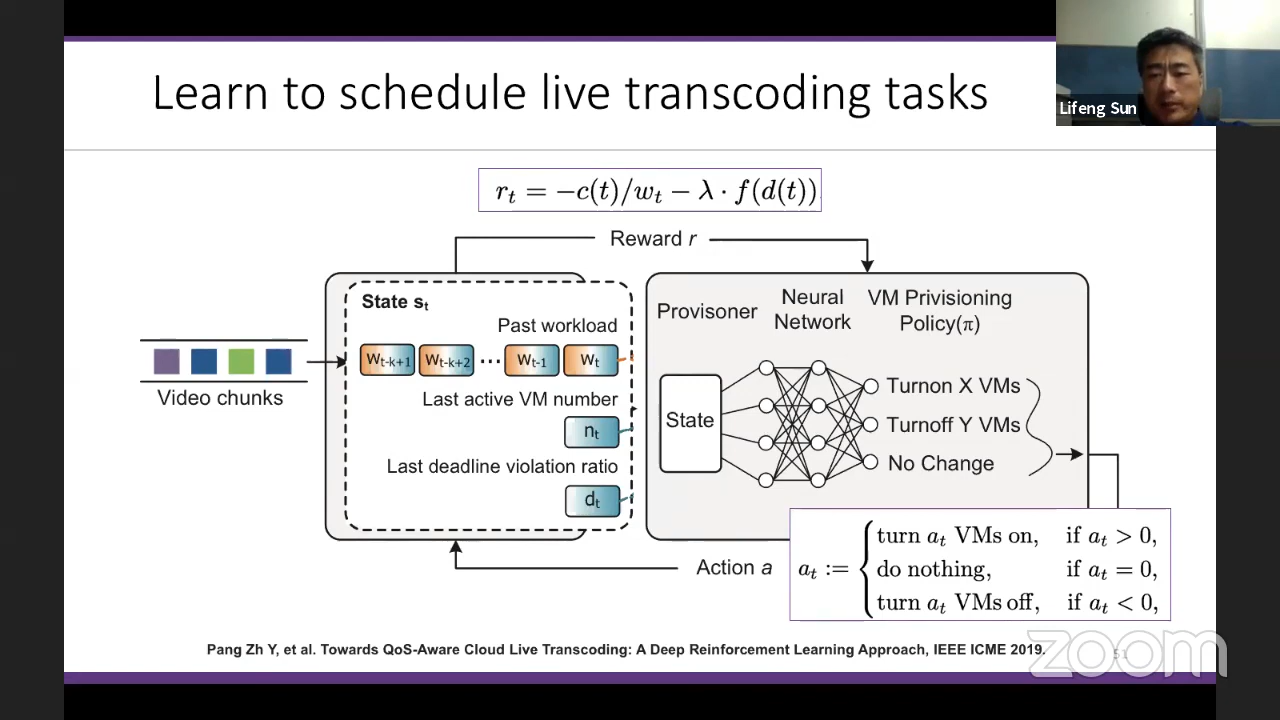 Learn to schedule live transcoding tasks
Lifeng Sun
r_t = −c(t)/w_t − λ · f(d(t))
Reward r
State s_t
Past workload
w_t-k+1 w_t-k+2 ··· w_t-1 w_t
Last active VM number
n_t
Last deadline violation ratio
d_t
Video chunks
Provisoner
Neural
Network
VM Privisioning
Policy(π)
State
Turnon X VMs
Turnoff Y VMs
No Change
Action a
a_t := { turn a_t VMs on, if a_t > 0,
do nothing, if a_t = 0,
turn a_t VMs off, if a_t < 0,
Pang Zh Y, et al. Towards QoS-Aware Cloud Live Transcoding: A Deep Reinforcement Learning Approach, IEEE ICME 2019.
51
zoom